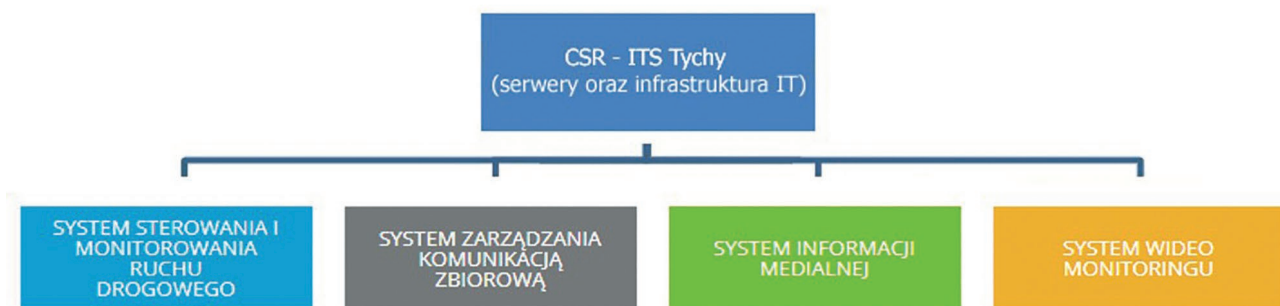 CSR - ITS Tychy
(serwery oraz infrastruktura IT)
SYSTEM STEROWANIA I
MONITOROWANIA
RUCHU
DROGOWEGO
SYSTEM ZARZĄDZANIA
KOMUNIKACJĄ
ZBIOROWĄ
SYSTEM INFORMACJI
MEDIALNEJ
SYSTEM WIDEO
MONITORINGU